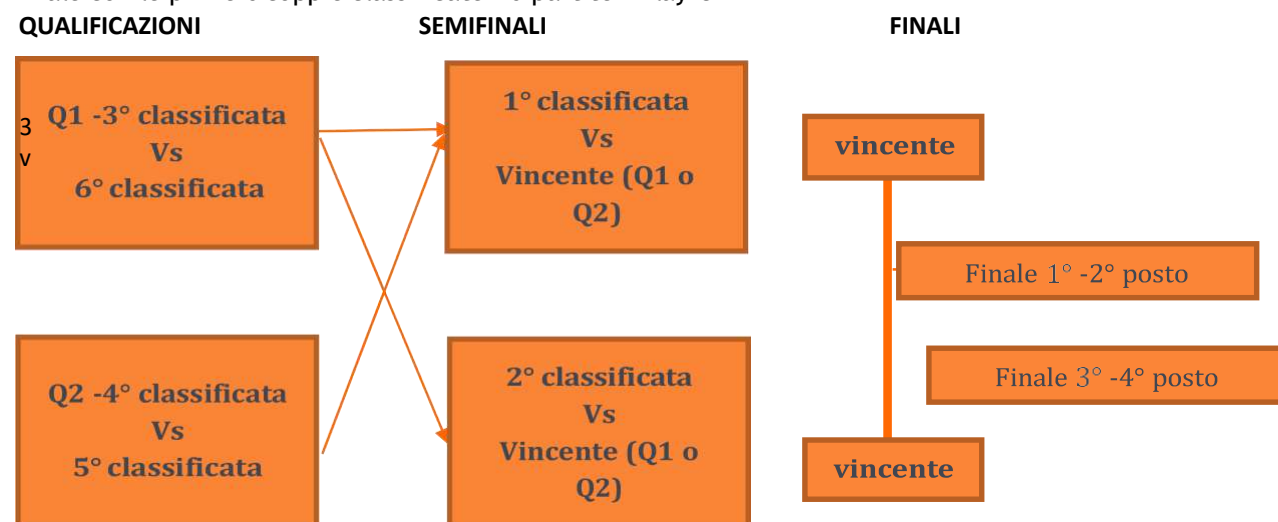 QUALIFICAZIONI SEMIFINALI FINALI
Q1 -3° classificata
Vs
6° classificata
3
v
Q2 -4° classificata
Vs
5° classificata
1° classificata
Vs
Vincente (Q1 o
Q2)
2° classificata
Vs
Vincente (Q1 o
Q2)
vincente
Finale 1° -2° posto
Finale 3° -4° posto
vincente